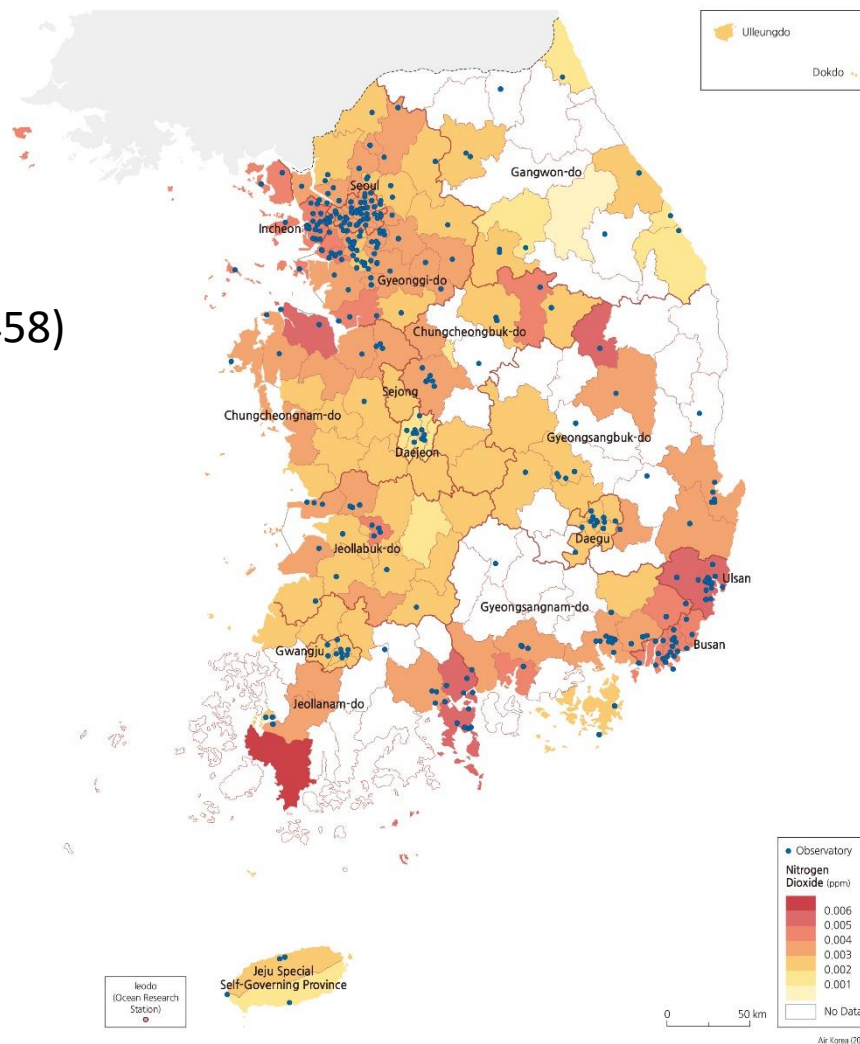 Ulleungdo
Dokdo
Gangwon-do
Seoul
Incheon
Gyeonggi-do
58)
Chungcheongbuk-do
Sejong
Chungcheongnam-do
Gyeongsangbuk-do
Daejeon
Daegu
Jeollabuk-do
Ulsan
Gyeongsangnam-do
Busan
Gwangju
Jeollanam-do
Observatory
Nitrogen
Dioxide (ppm)
0.006
0.005
0.004
0.003
0.002
0.001
No Data
Jeju Special
Self-Governing Province
Ieodo
(Ocean Research
Station)
0 50 km
Air Korea (20